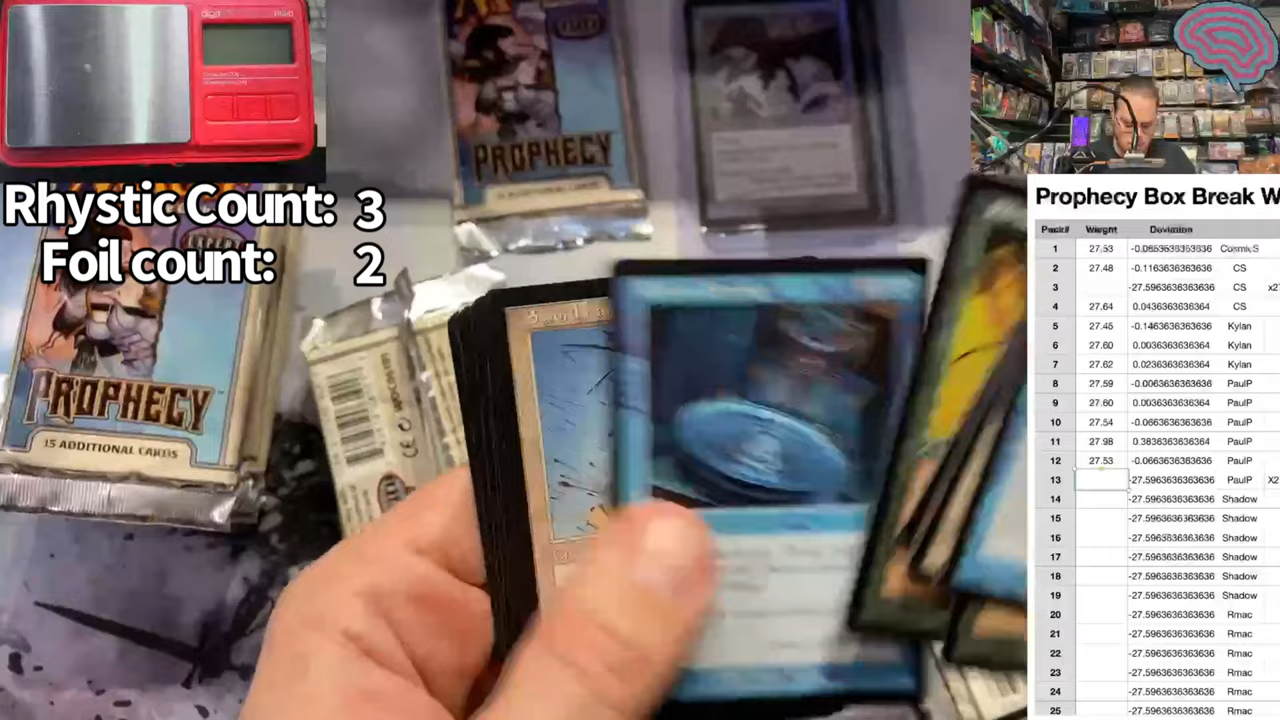 Rhystic Count: 3
Foil count: 2
PROPHECY
PROPHECY
15 ADDITIONAL CARDS
Prophecy Box Break W
Pack# Weight Deviation
1 27.53 -0.0663636363636 CosmicS
2 27.48 -0.1163636363636 CS
3 -27.5963636363636 CS x2
4 27.64 0.0436363636364 CS
5 27.45 -0.1463636363636 Kylan
6 27.60 0.0036363636364 Kylan
7 27.62 0.0236363636364 Kylan
8 27.59 -0.0063636363636 PaulP
9 27.60 0.0036363636364 PaulP
10 27.54 -0.0563636363636 PaulP
11 27.98 0.3836363636364 PaulP
12 27.53 -0.0663636363636 PaulP
13 -27.5963636363636 PaulP X2
14 -27.5963636363636 Shadow
15 -27.5963636363636 Shadow
16 -27.5963636363636 Shadow
17 -27.5963636363636 Shadow
18 -27.5963636363636 Shadow
19 -27.5963636363636 Shadow
20 -27.5963636363636 Rmac
21 -27.5963636363636 Rmac
22 -27.5963636363636 Rmac
23 -27.5963636363636 Rmac
24 -27.5963636363636 Rmac
25 -27.5963636363636 Rmac